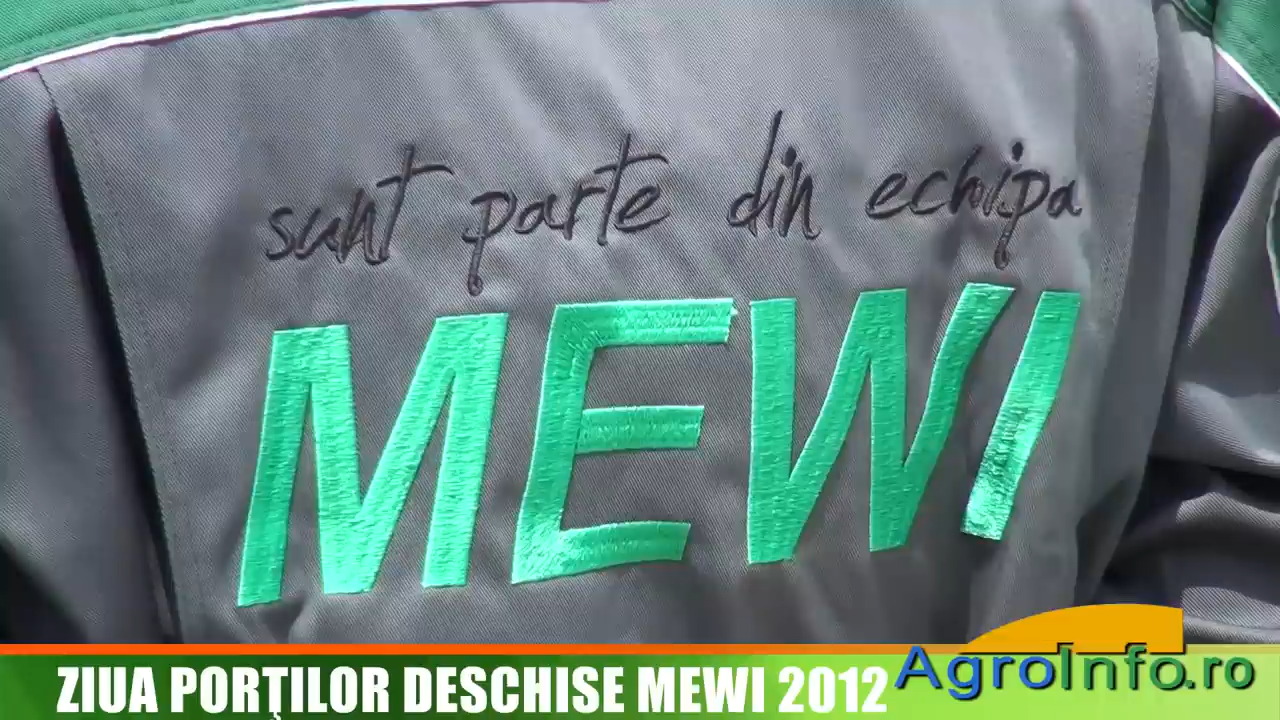 sunt parte din echipa
MEWI
ZIUA PORŢILOR DESCHISE MEWI 2012
AgroInfo.ro